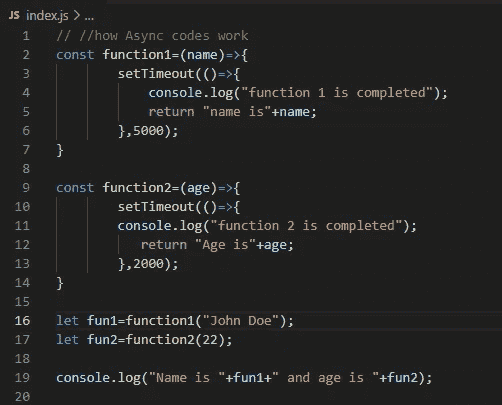 JS index.js > ...
1 // //how Async codes work
2 const function1=(name)=>{
3 setTimeout(()=>{
4 console.log("function 1 is completed");
5 return "name is"+name;
6 },5000);
7 }
8
9 const function2=(age)=>{
10 setTimeout(()=>{
11 console.log("function 2 is completed");
12 return "Age is"+age;
13 },2000);
14 }
15
16 let fun1=function1("John Doe");
17 let fun2=function2(22);
18
19 console.log("Name is "+fun1+" and age is "+fun2);
20